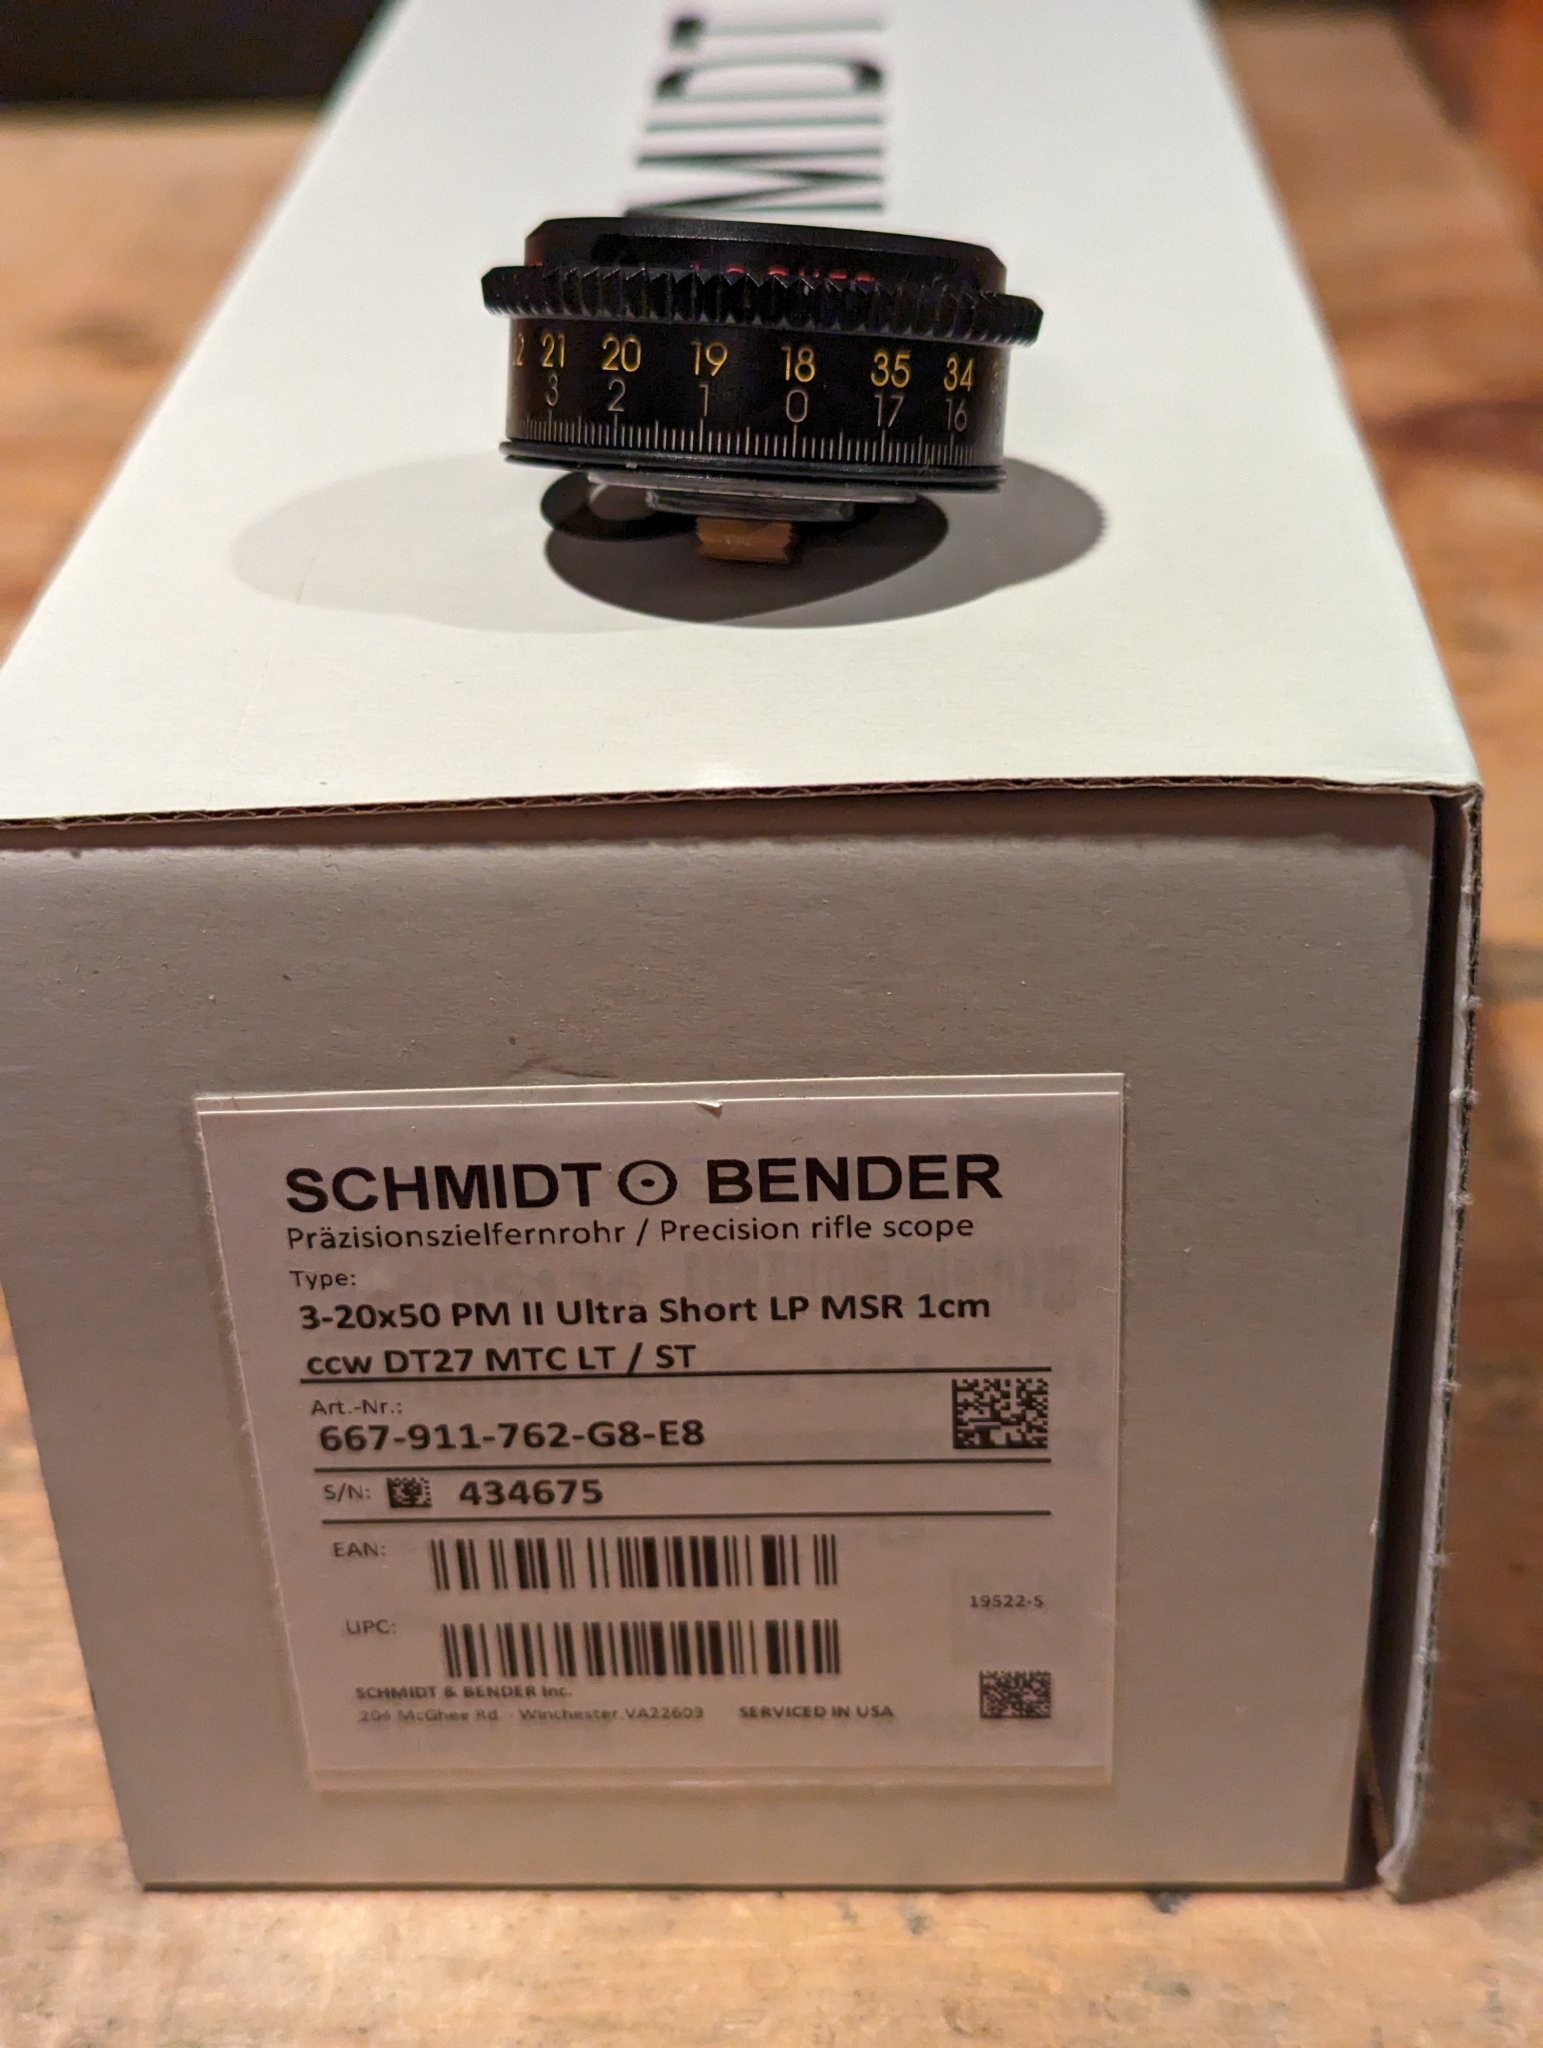 MIDT
21 20 19 18 35 34
3 2 1 0 17 16
SCHMIDT BENDER
Präzisionszielfernrohr / Precision rifle scope
Type:
3-20x50 PM II Ultra Short LP MSR 1cm
ccw DT27 MTC LT / ST
Art.-Nr.:
667-911-762-G8-E8
S/N: 434675
EAN:
UPC:
19522-S
SCHMIDT & BENDER Inc.
204 McGhee Rd. - Winchester, VA22603 SERVICED IN USA